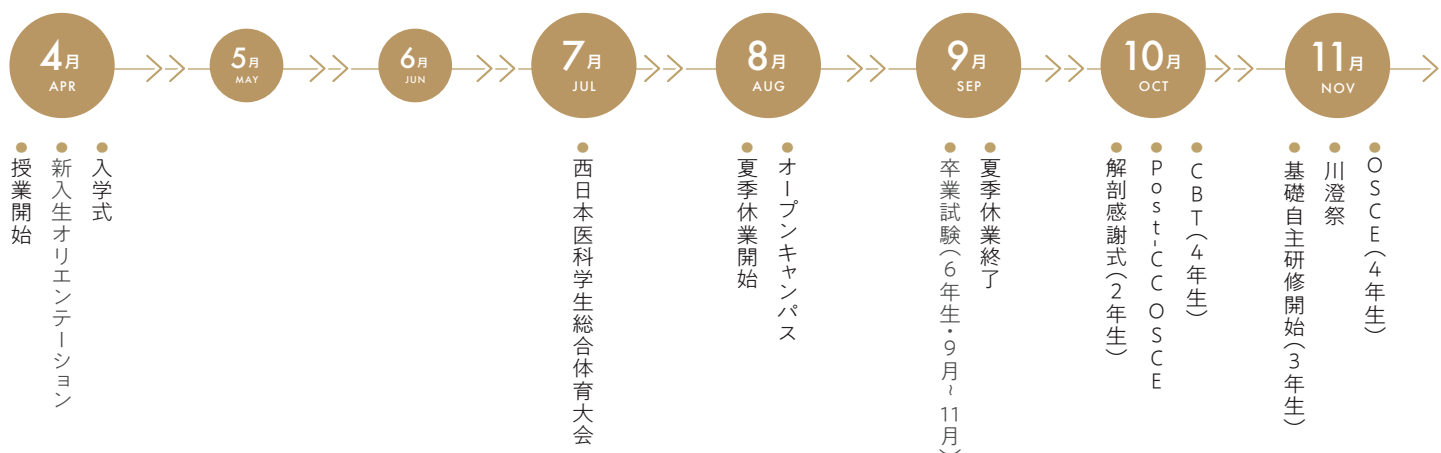 4月
APR
5月
MAY
6月
JUN
7月
JUL
8月
AUG
9月
SEP
10月
OCT
11月
NOV
入学式
新入生オリエンテーション
授業開始
西日本医科学生総合体育大会
オープンキャンパス
夏季休業開始
夏季休業終了
卒業試験（6年生・9月~11月）
CBT（4年生）
Post-CC OSCE
解剖感謝式（2年生）
OSCE（4年生）
川澄祭
基礎自主研修開始（3年生）